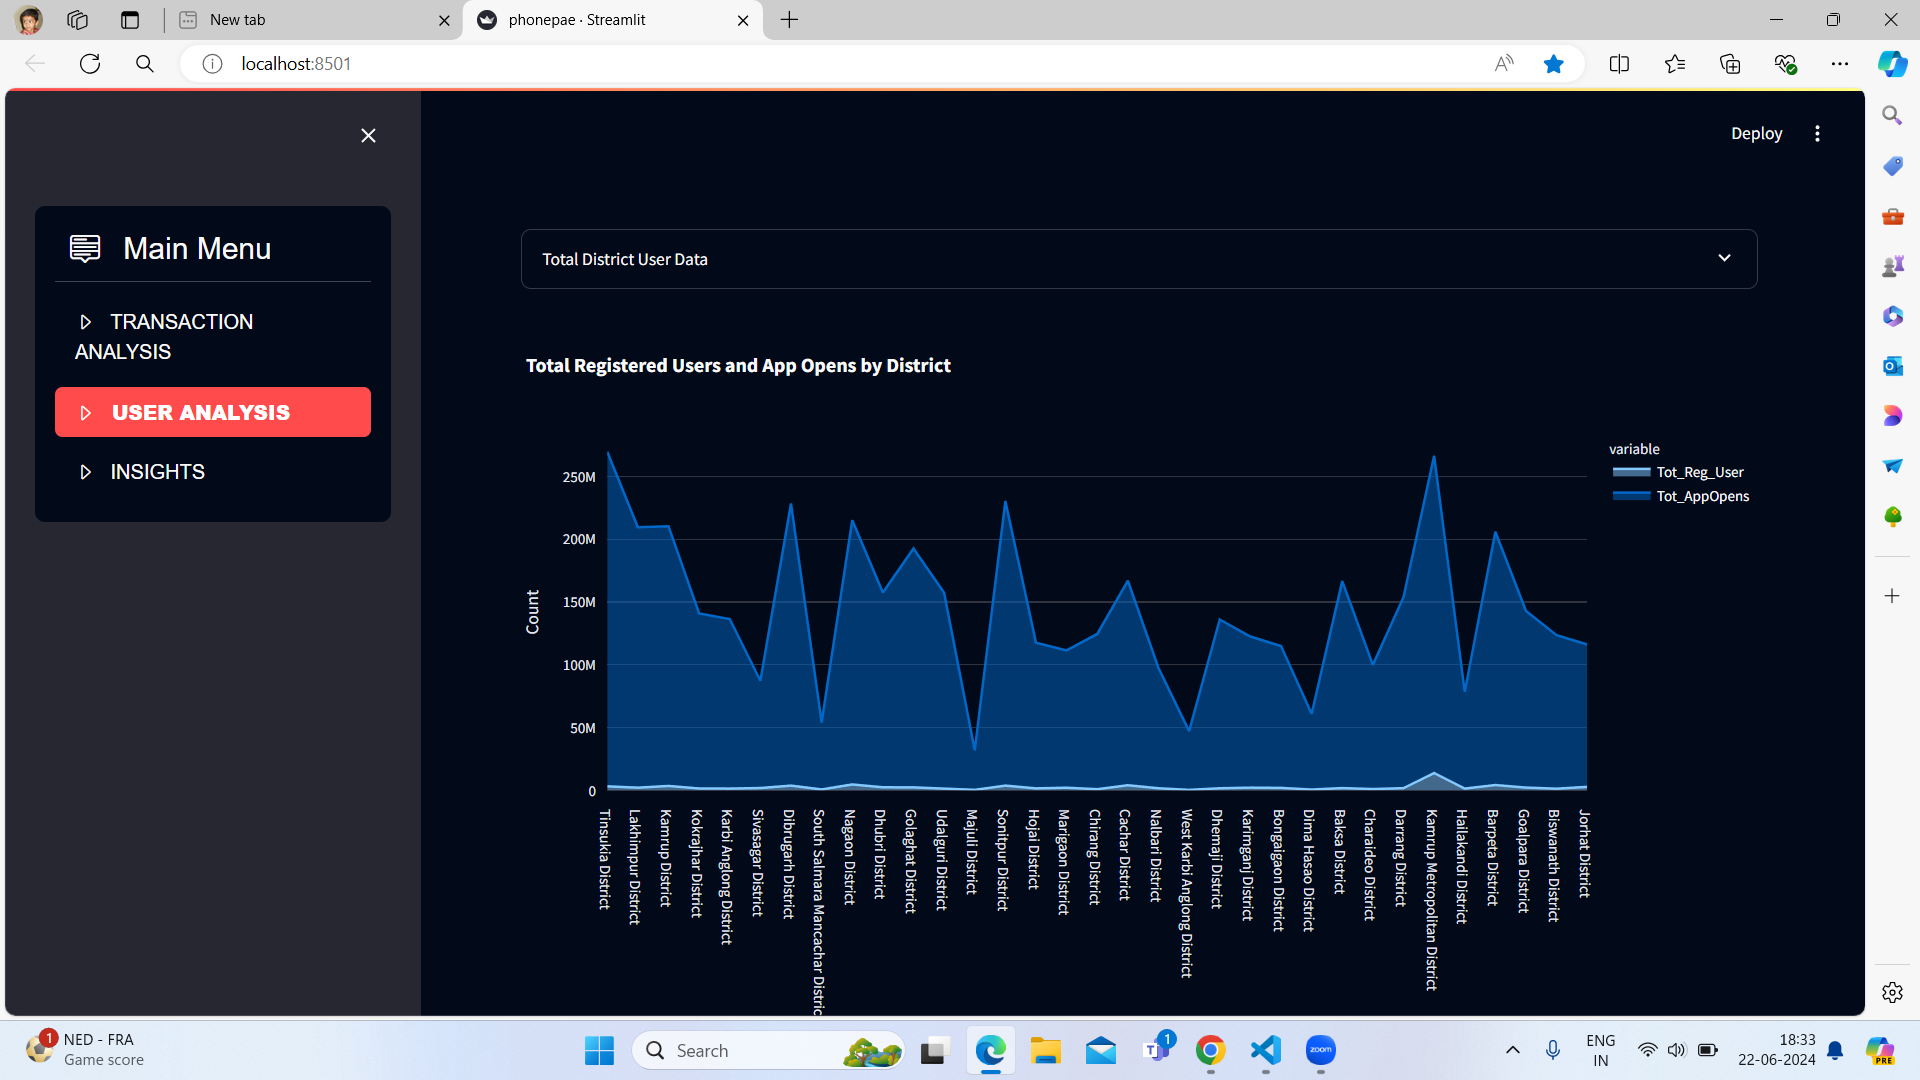 New tab
phonepae · Streamlit
localhost:8501
Deploy
Main Menu
TRANSACTION
ANALYSIS
USER ANALYSIS
INSIGHTS
Total District User Data
Total Registered Users and App Opens by District
variable
Tot_Reg_User
Tot_AppOpens
250M
200M
150M
100M
50M
0
Count
Tinsukia District
Lakhimpur District
Kamrup District
Kokrajhar District
Karbi Anglong District
Sivasagar District
Dibrugarh District
South Salmara Mancachar Distric
Nagaon District
Dhubri District
Golaghat District
Udalguri District
Majuli District
Sonitpur District
Hojai District
Marigaon District
Chirang District
Cachar District
Nalbari District
West Karbi Anglong District
Dhemaji District
Karimganj District
Bongaigaon District
Dima Hasao District
Baksa District
Charaideo District
Darrang District
Kamrup Metropolitan District
Hailakandi District
Barpeta District
Goalpara District
Biswanath District
Jorhat District
1
NED - FRA
Game score
Search
1
zoom
ENG
IN
18:33
22-06-2024
PRE